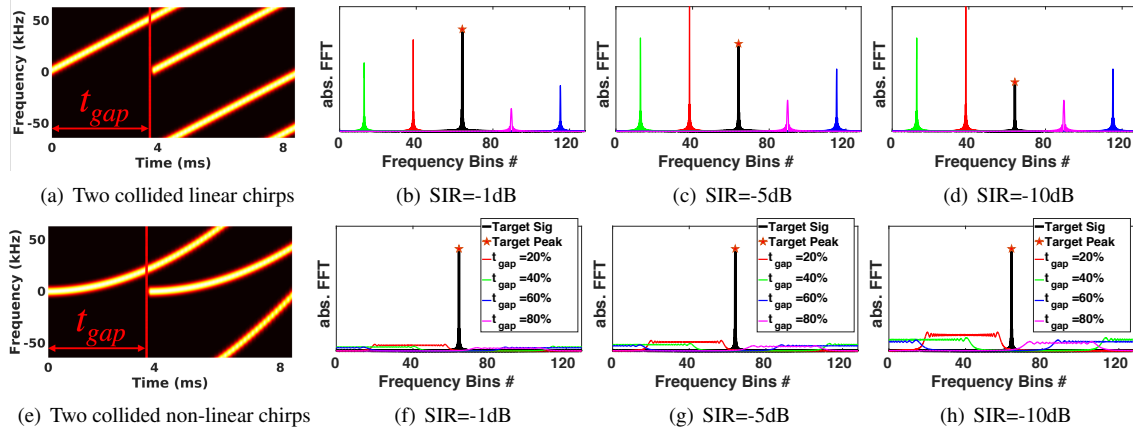 Frequency (kHz)
50
0
-50
t_gap
0
4
8
Time (ms)
(a) Two collided linear chirps
abs. FFT
0
40
80
120
Frequency Bins #
(b) SIR=-1dB
abs. FFT
0
40
80
120
Frequency Bins #
(c) SIR=-5dB
abs. FFT
0
40
80
120
Frequency Bins #
(d) SIR=-10dB
Frequency (kHz)
50
0
-50
t_gap
0
4
8
Time (ms)
(e) Two collided non-linear chirps
abs. FFT
Target Sig
Target Peak
t_gap=20%
t_gap=40%
t_gap=60%
t_gap=80%
0
40
80
120
Frequency Bins #
(f) SIR=-1dB
abs. FFT
Target Sig
Target Peak
t_gap=20%
t_gap=40%
t_gap=60%
t_gap=80%
0
40
80
120
Frequency Bins #
(g) SIR=-5dB
abs. FFT
Target Sig
Target Peak
t_gap=20%
t_gap=40%
t_gap=60%
t_gap=80%
0
40
80
120
Frequency Bins #
(h) SIR=-10dB